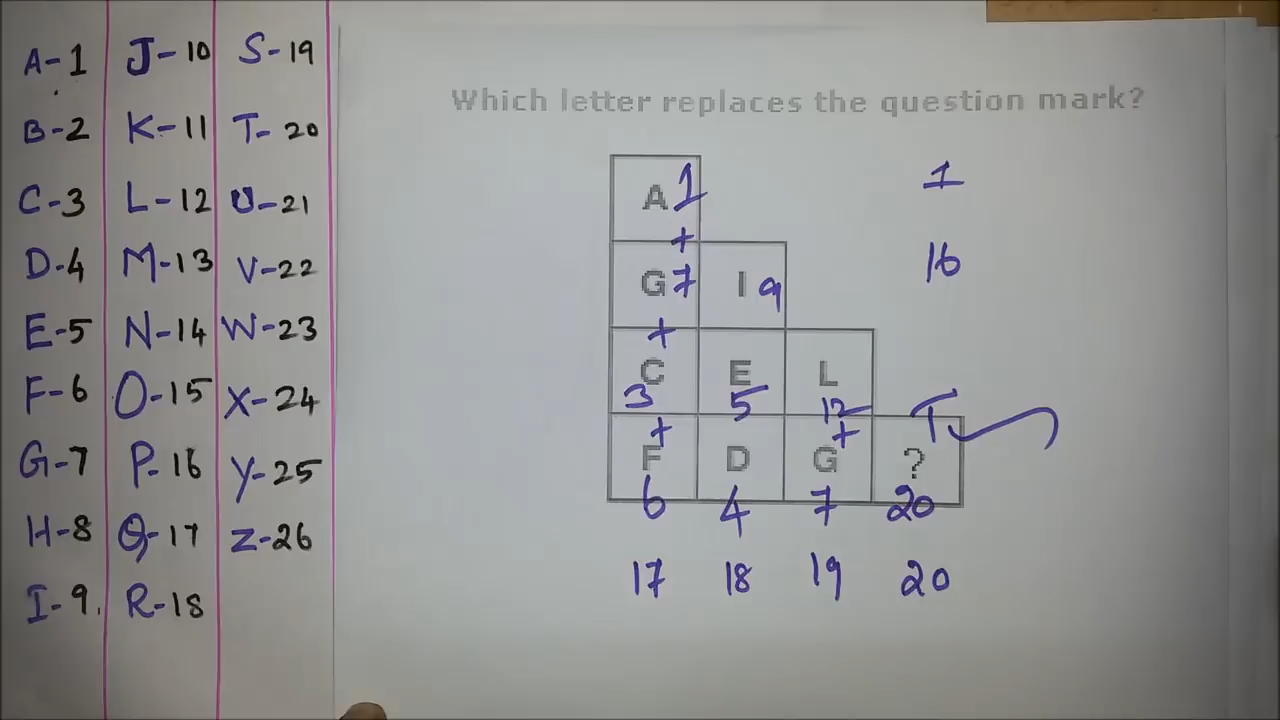 A-1 J-10 S-19
B-2 K-11 T-20
C-3 L-12 U-21
D-4 M-13 V-22
E-5 N-14 W-23
F-6 O-15 X-24
G-7 P-16 Y-25
H-8 Q-17 Z-26
I-9 R-18
Which letter replaces the question mark?
A 1 1
+
G 7 I 9 16
+
C E L
3 5 12 T
+ +
F D G ?
6 4 7 20
17 18 19 20